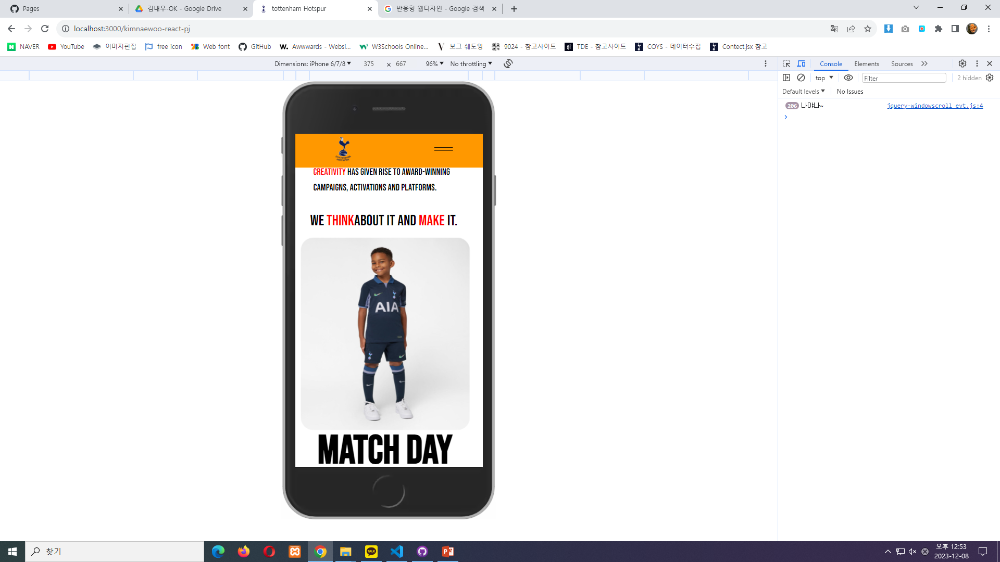 Pages
김내우-OK - Google Drive
tottenham Hotspur
반응형 웹디자인 - Google 검색
localhost:3000/kimnaewoo-react-pj
NAVER
YouTube
이미지편집
free icon
Web font
GitHub
Awwwards - Websi...
W3Schools Online...
보그 쉐도잉
9024 - 참고사이트
TDE - 참고사이트
COYS - 데이터수집
Contect.jsx 참고
Dimensions: iPhone 6/7/8
375
×
667
96%
No throttling
Console
Elements
Sources
top
Filter
2 hidden
Default levels
No Issues
206
나야나~
jquery-windowscroll_evt.js:4
CREATIVITY HAS GIVEN RISE TO AWARD-WINNING
CAMPAIGNS, ACTIVATIONS AND PLATFORMS.
WE THINKABOUT IT AND MAKE IT.
AIA
MATCH DAY
찾기
TALK
오후 12:53
2023-12-08